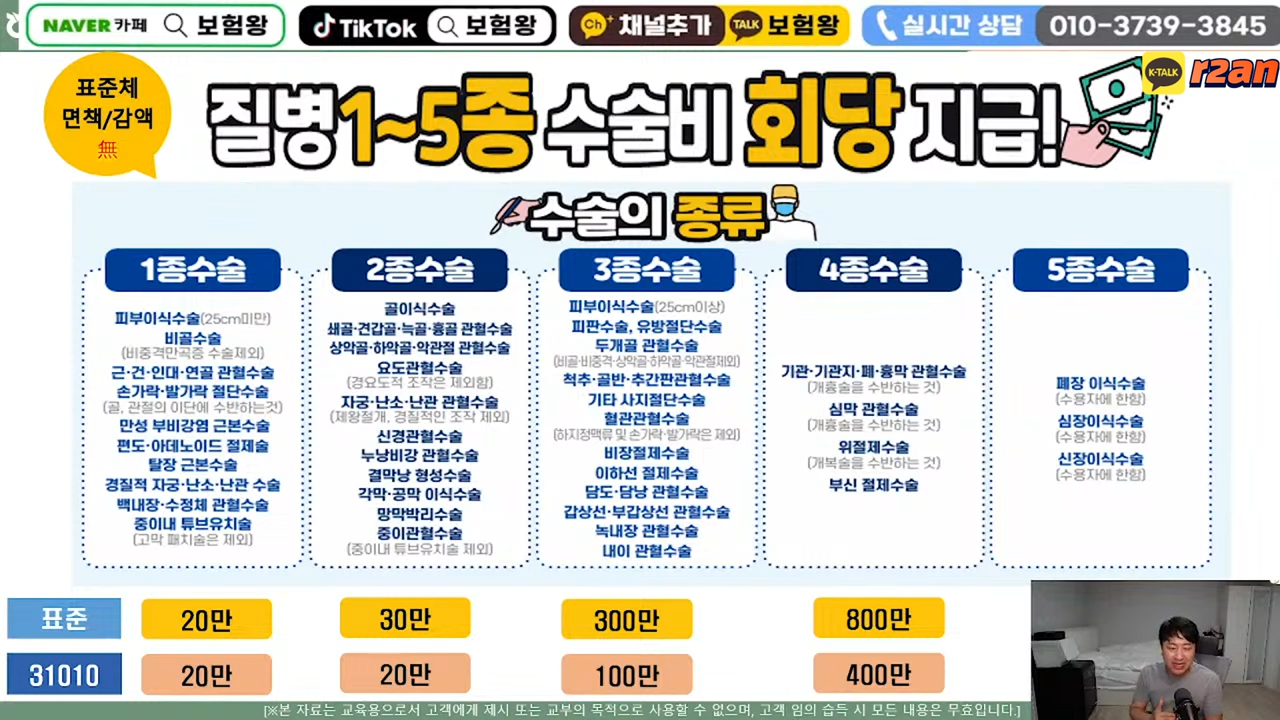 NAVER 카페 보험왕
TikTok 보험왕
Ch+ 채널추가 TALK 보험왕
실시간 상담 010-3739-3845
K-TALK r2an
표준체
면책/감액
無
질병1~5종 수술비 회당 지급!
수술의 종류
1종수술
피부이식수술(25cm미만)
비골수술
(비중격만곡증 수술제외)
근·건·인대·연골 관혈수술
손가락·발가락 절단수술
(골, 관절의 이단에 수반하는것)
만성 부비강염 근본수술
편도·아데노이드 절제술
탈장 근본수술
경질적 자궁·난소·난관 수술
백내장·수정체 관혈수술
중이내 튜브유치술
(고막 패치술은 제외)
2종수술
골이식수술
쇄골·견갑골·늑골·흉골 관혈수술
상악골·하악골·악관절 관혈수술
요도관혈수술
(경요도적 조작은 제외함)
자궁·난소·난관 관혈수술
(제왕절개, 경질적인 조작 제외)
신경관혈수술
누낭비강 관혈수술
결막낭 형성수술
각막·공막 이식수술
망막박리수술
중이관혈수술
(중이내 튜브유치술 제외)
3종수술
피부이식수술(25cm이상)
피판수술, 유방절단수술
두개골 관혈수술
(비골·비중격·상악골·하악골·악관절제외)
척추·골반·추간판관혈수술
기타 사지절단수술
혈관관혈수술
(하지정맥류 및 손가락·발가락은 제외)
비장절제수술
이하선 절제수술
담도·담낭 관혈수술
갑상선·부갑상선 관혈수술
녹내장 관혈수술
내이 관혈수술
4종수술
기관·기관지·폐·흉막 관혈수술
(개흉술을 수반하는 것)
심막 관혈수술
(개흉술을 수반하는 것)
위절제수술
(개복술을 수반하는 것)
부신 절제수술
5종수술
폐장 이식수술
(수용자에 한함)
심장이식수술
(수용자에 한함)
신장이식수술
(수용자에 한함)
표준 20만 30만 300만 800만
31010 20만 20만 100만 400만
[※본 자료는 교육용으로서 고객에게 제시 또는 교부의 목적으로 사용할 수 없으며, 고객 임의 습득 시 모든 내용은 무효입니다.]